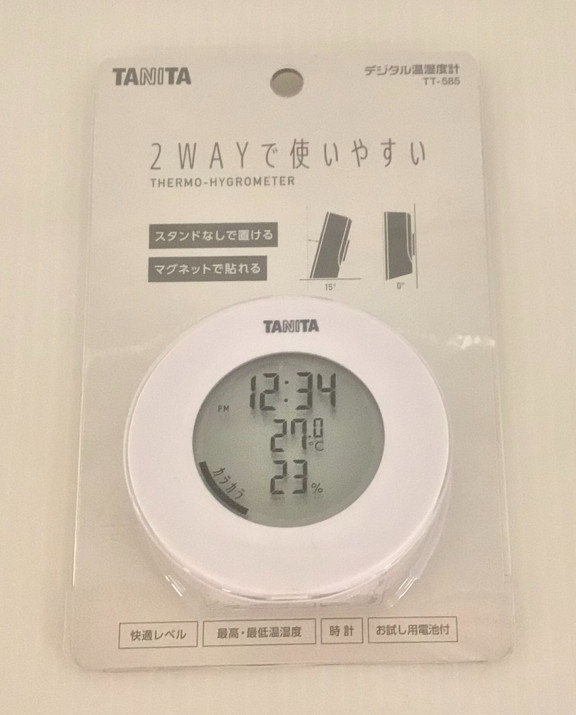 TANITA
デジタル温湿度計
TT-585
2WAYで使いやすい
THERMO-HYGROMETER
スタンドなしで置ける
マグネットで貼れる
15°
0°
TANITA
PM 12:34
27.0℃
23%
カラカラ
快適レベル
最高・最低温湿度
時計
お試し用電池付